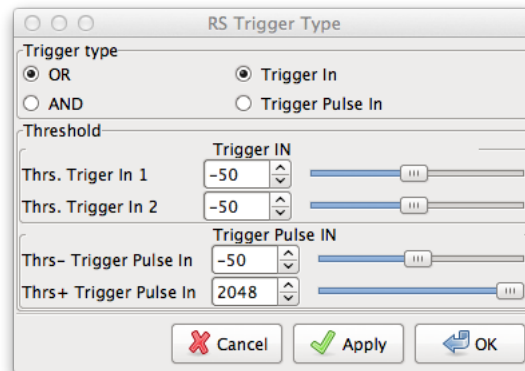 RS Trigger Type
Trigger type
OR Trigger In
AND Trigger Pulse In
Threshold
Trigger IN
Thrs. Triger In 1 -50
Thrs. Trigger In 2 -50
Trigger Pulse IN
Thrs- Trigger Pulse In -50
Thrs+ Trigger Pulse In 2048
Cancel Apply OK